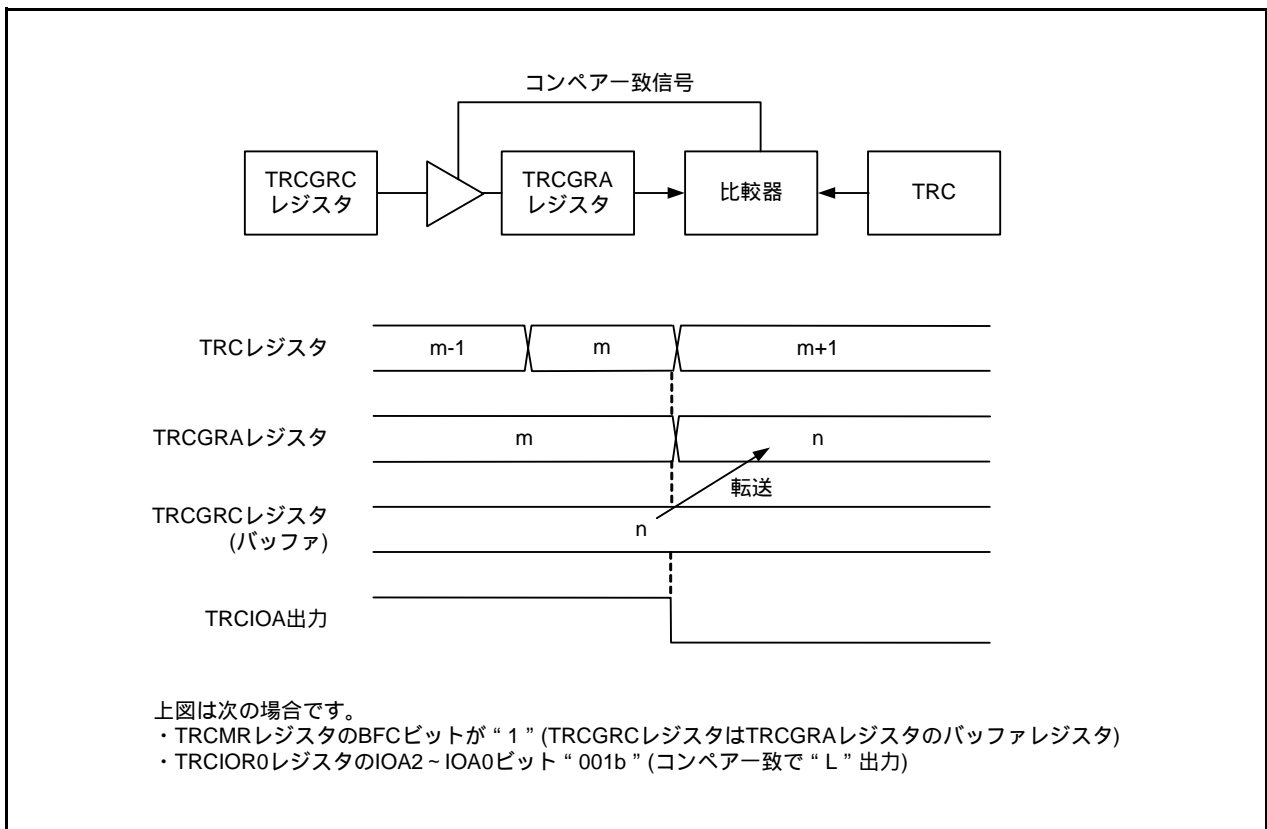 コンペア一致信号
TRCGRC
レジスタ
TRCGRA
レジスタ
比較器
TRC
TRCレジスタ
m-1
m
m+1
TRCGRAレジスタ
m
n
転送
TRCGRCレジスタ
(バッファ)
n
TRCIOA出力
上図は次の場合です。
・TRCMRレジスタのBFCビットが“1”(TRCGRCレジスタはTRCGRAレジスタのバッファレジスタ)
・TRCIOR0レジスタのIOA2~IOA0ビット“001b”(コンペア一致で“L”出力)